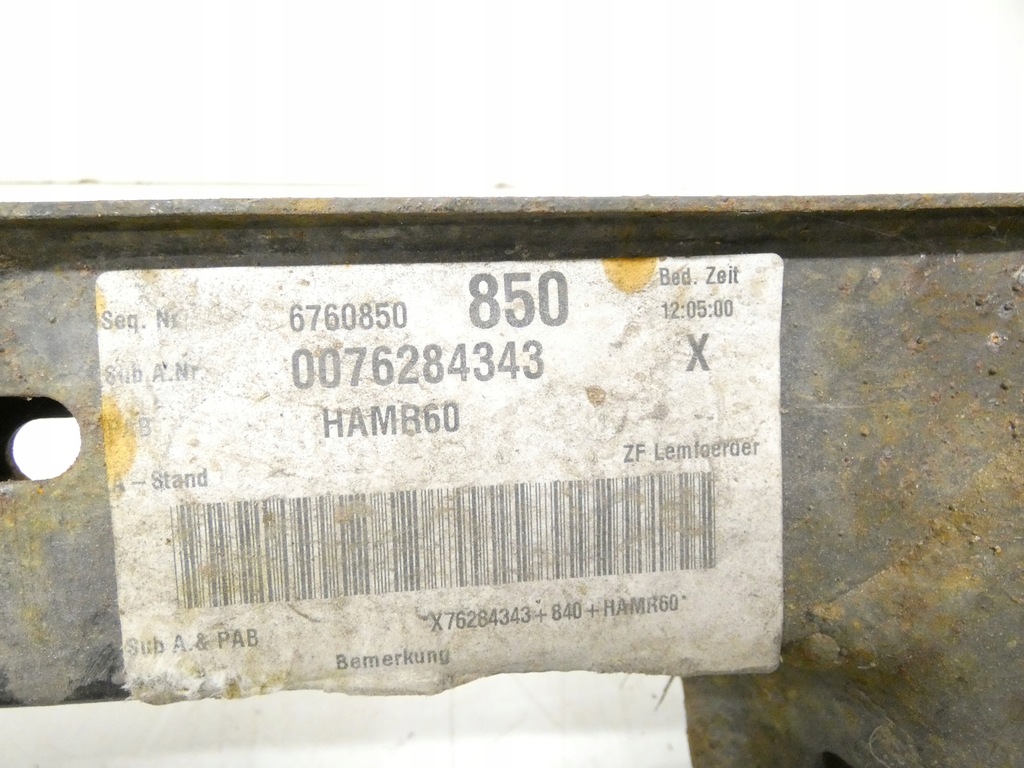 Seq. Nr 6760850 850 Bed. Zeit
12:05:00
Sub A.Nr 0076284343 X
HAMR60
ZF Lemfoerder
A-Stand
*X76284343+840+HAMR60*
Sub A.& PAB
Bemerkung